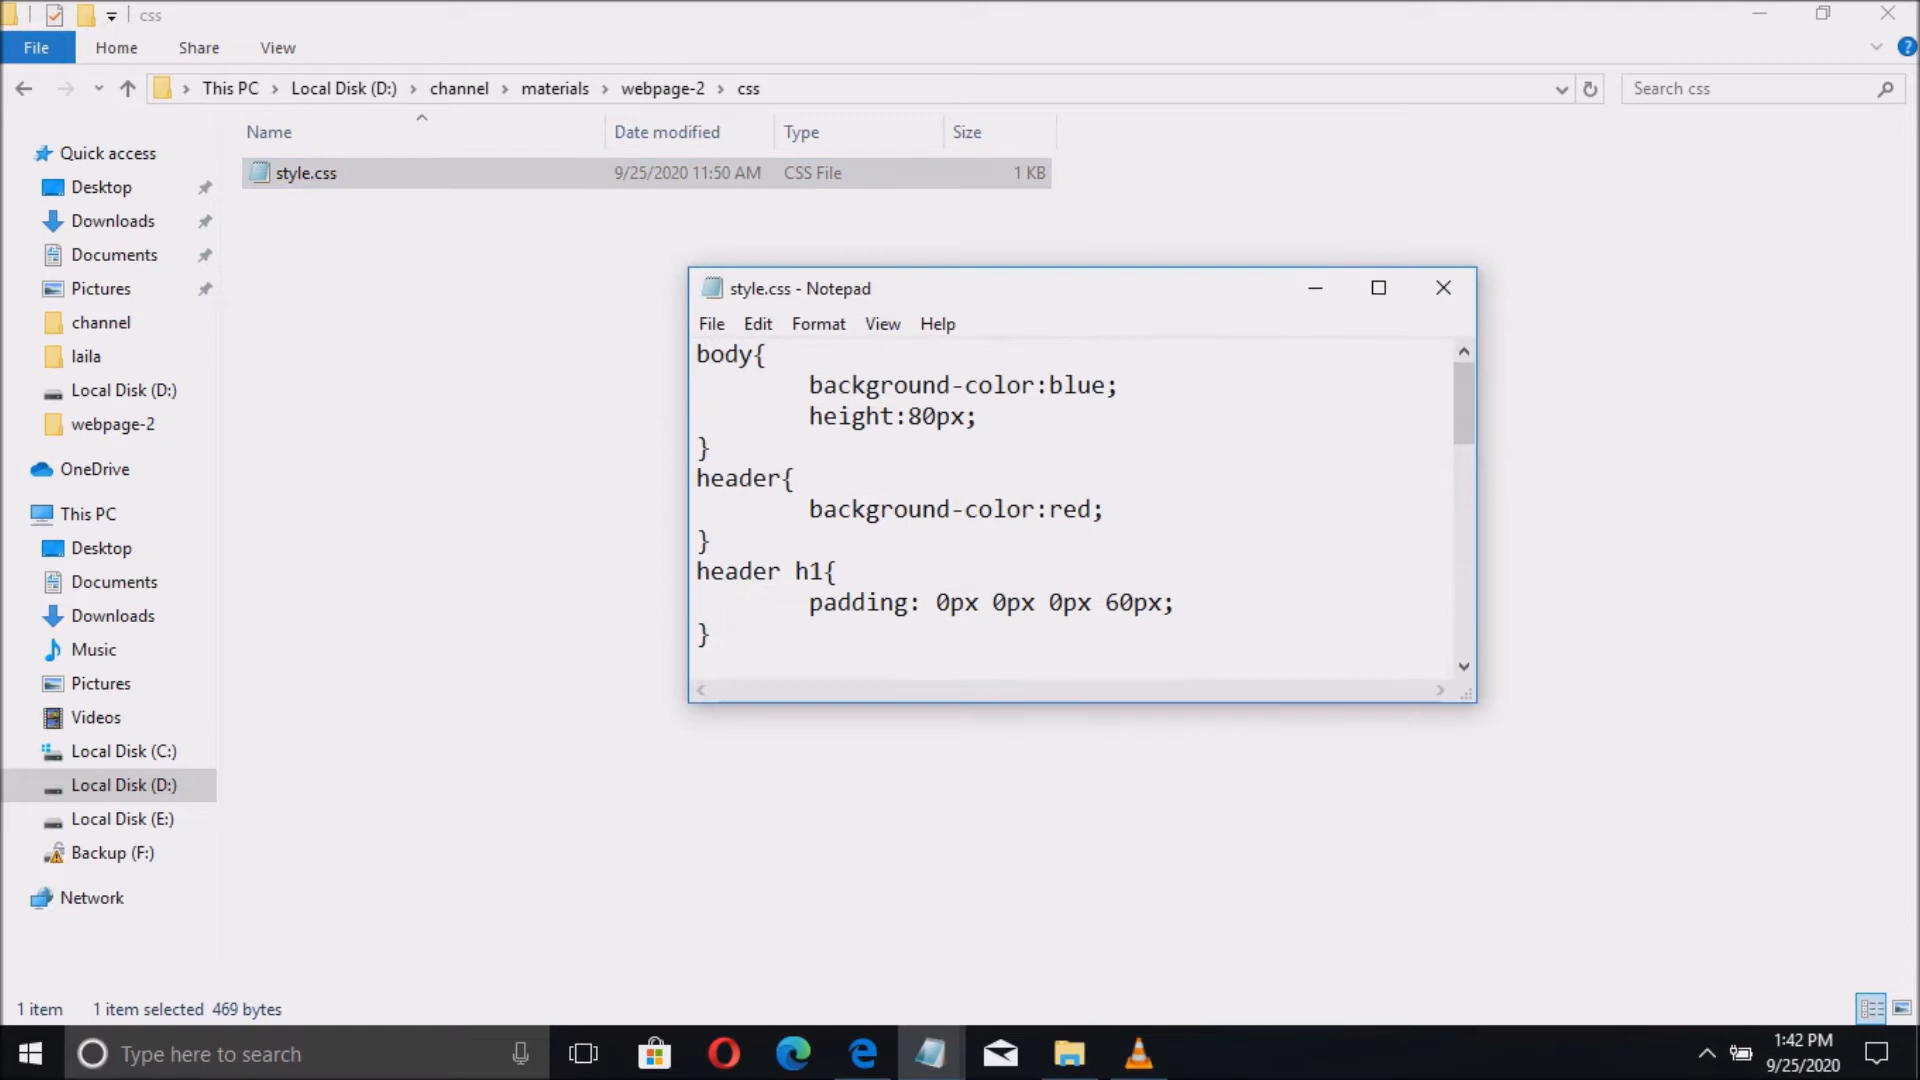 css
File Home Share View
This PC Local Disk (D:) channel materials webpage-2 css
Search css
Name Date modified Type Size
style.css 9/25/2020 11:50 AM CSS File 1 KB
Quick access
Desktop
Downloads
Documents
Pictures
channel
laila
Local Disk (D:)
webpage-2
OneDrive
This PC
Desktop
Documents
Downloads
Music
Pictures
Videos
Local Disk (C:)
Local Disk (D:)
Local Disk (E:)
Backup (F:)
Network
style.css - Notepad
File Edit Format View Help
body{
background-color:blue;
height:80px;
}
header{
background-color:red;
}
header h1{
padding: 0px 0px 0px 60px;
}
1 item 1 item selected 469 bytes
Type here to search
1:42 PM
9/25/2020